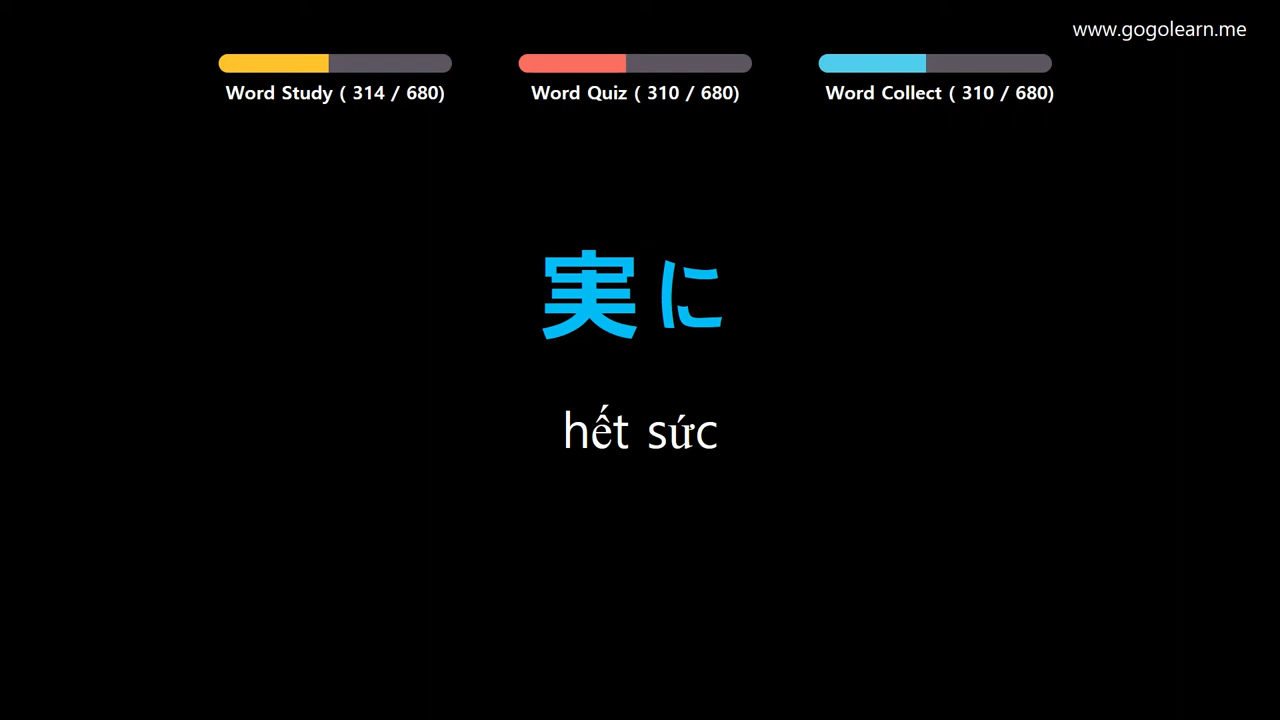 www.gogolearn.me
Word Study ( 314 / 680)
Word Quiz ( 310 / 680)
Word Collect ( 310 / 680)
実に
hết sức